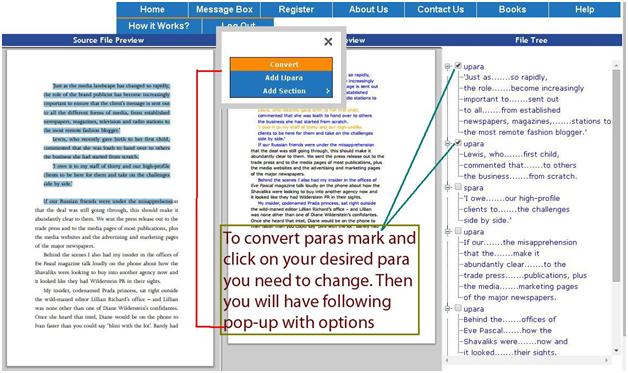 Home Message Box Register About Us Contact Us Books Help
How it Works? Log Out
Source File Preview
'Just as the media landscape has changed so rapidly,
the role of the brand publicist has become increasingly
important to ensure that the client's message is sent out
to all the different forms of media, from established
newspapers, magazines, television and radio stations to
the most remote fashion blogger.'
Lewis, who recently gave birth to her first child,
commented that she was loath to hand over to others
the business she had started from scratch.
'I owe it to my staff of thirty and our high-profile
clients to be here for them and take on the challenges
side by side.'
If our Russian friends were under the misapprehension
that the deal was still going through, this should make it
abundantly clear to them. We sent the press release out to the
trade press and to the media pages of most publications, plus
the media websites and the advertising and marketing pages
of the major newspapers.
Behind the scenes I also had my insider in the offices of
Eve Pascal magazine talk loudly on the phone about how the
Shavaliks were looking to buy into another agency now and
it looked like they had Wilderston PR in their sights.
My insider, codenamed Prada princess, sat right outside
the wild-maned editor Lillian Richard's office – and Lillian
was none other than one of Diane Wilderston's confidantes.
Once she heard that intel, Diane would be on the phone to
Ivan faster than you could say 'blini with the lot'. Barely had
×
Convert
Add Upara
Add Section >
commented that she was loath to hand over to others
the business she had started from scratch.
'I owe it to my staff of thirty and our high-profile
clients to be here for them and take on the challenges
side by side.'
If our Russian friends were under the misapprehension
that the deal was still going through, this should make it
abundantly clear to them. We sent the press release out to the
trade press and to the media pages of most publications, plus
the media websites and the advertising and marketing pages
of the major newspapers.
Behind the scenes I also had my insider in the offices of
Eve Pascal magazine talk loudly on the phone about how the
Shavaliks were looking to buy into another agency now and
it looked like they had Wilderston PR in their sights.
My insider, codenamed Prada princess, sat right outside
the wild-maned editor Lillian Richard's office – and Lillian
was none other than one of Diane Wilderston's confidantes.
Once she heard that intel, Diane would be on the phone to
To convert paras mark and
click on your desired para
you need to change. Then
you will have following
pop-up with options
File Tree
upara
'Just as.......so rapidly,
the role......become increasingly
important to......sent out
to all.......from established
newspapers, magazines,.......stations to
the most remote fashion blogger.'
upara
Lewis, who.......first child,
commented that.......to others
the business.......from scratch.
spara
'I owe.......our high-profile
clients to.......the challenges
side by side.'
upara
If our.......the misapprehension
that the.......make it
abundantly clear.......to the
trade press.......publications, plus
the media.......marketing pages
of the major newspapers.
upara
Behind the.......offices of
Eve Pascal.......how the
Shavaliks were.......now and
it looked.......their sights.